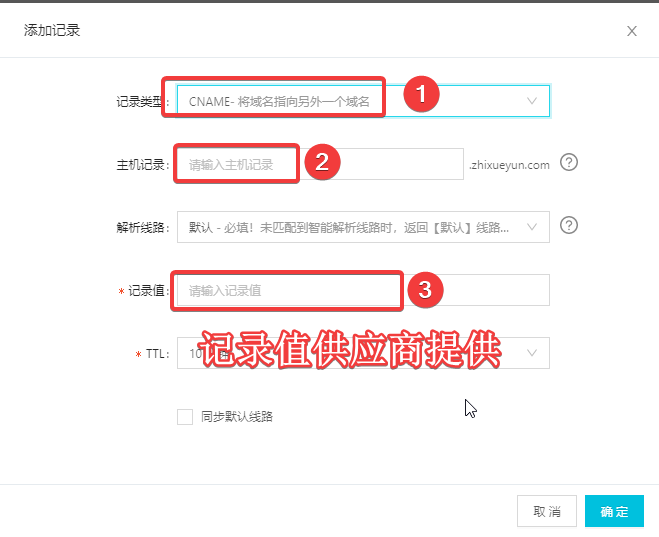 添加记录
记录类型: CNAME- 将域名指向另外一个域名 1
主机记录: 请输入主机记录 2 .zhixueyun.com ?
解析线路: 默认 - 必填！未匹配到智能解析线路时，返回【默认】线路... ?
* 记录值: 请输入记录值 3
记录值供应商提供
* TTL: 10
同步默认线路
取消 确定